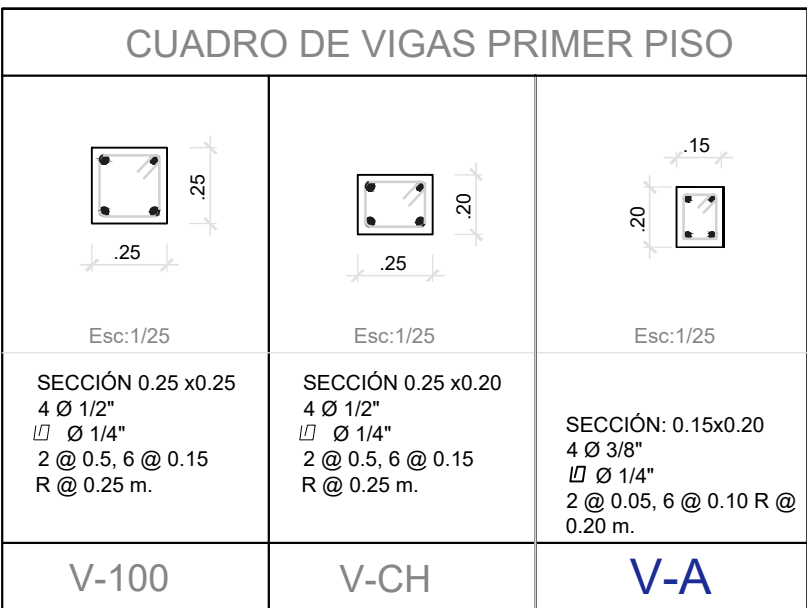 CUADRO DE VIGAS PRIMER PISO
.25
.25
Esc:1/25
SECCIÓN 0.25 x0.25
4 Ø 1/2"
Ø 1/4"
2 @ 0.5, 6 @ 0.15
R @ 0.25 m.
V-100
.20
.25
Esc:1/25
SECCIÓN 0.25 x0.20
4 Ø 1/2"
Ø 1/4"
2 @ 0.5, 6 @ 0.15
R @ 0.25 m.
V-CH
.15
.20
Esc:1/25
SECCIÓN: 0.15x0.20
4 Ø 3/8"
Ø 1/4"
2 @ 0.05, 6 @ 0.10 R @
0.20 m.
V-A